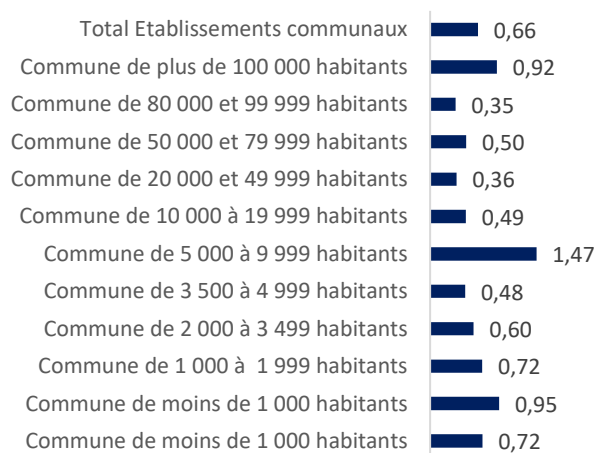 Total Etablissements communaux 0,66
Commune de plus de 100 000 habitants 0,92
Commune de 80 000 et 99 999 habitants 0,35
Commune de 50 000 et 79 999 habitants 0,50
Commune de 20 000 et 49 999 habitants 0,36
Commune de 10 000 à 19 999 habitants 0,49
Commune de 5 000 à 9 999 habitants 1,47
Commune de 3 500 à 4 999 habitants 0,48
Commune de 2 000 à 3 499 habitants 0,60
Commune de 1 000 à 1 999 habitants 0,72
Commune de moins de 1 000 habitants 0,95
Commune de moins de 1 000 habitants 0,72